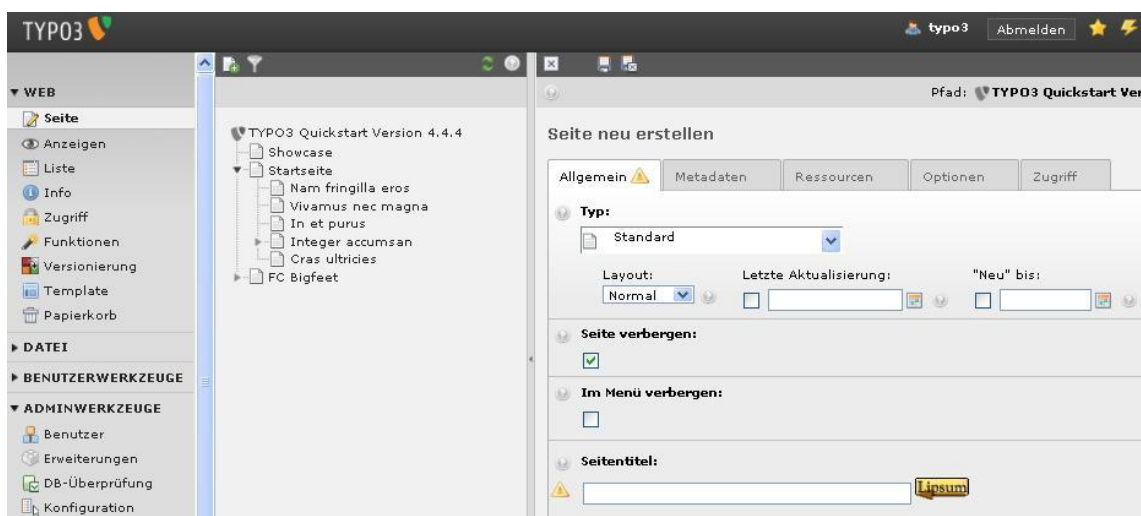 TYPO3
typo3 Abmelden
WEB
Seite
Anzeigen
Liste
Info
Zugriff
Funktionen
Versionierung
Template
Papierkorb
DATEI
BENUTZERWERKZEUGE
ADMINWERKZEUGE
Benutzer
Erweiterungen
DB-Überprüfung
Konfiguration
TYPO3 Quickstart Version 4.4.4
Showcase
Startseite
Nam fringilla eros
Vivamus nec magna
In et purus
Integer accumsan
Cras ultricies
FC Bigfeet
Pfad: TYPO3 Quickstart Ver
Seite neu erstellen
Allgemein Metadaten Ressourcen Optionen Zugriff
Typ:
Standard
Layout: Letzte Aktualisierung: "Neu" bis:
Normal
Seite verbergen:
Im Menü verbergen:
Seitentitel:
Lipsum